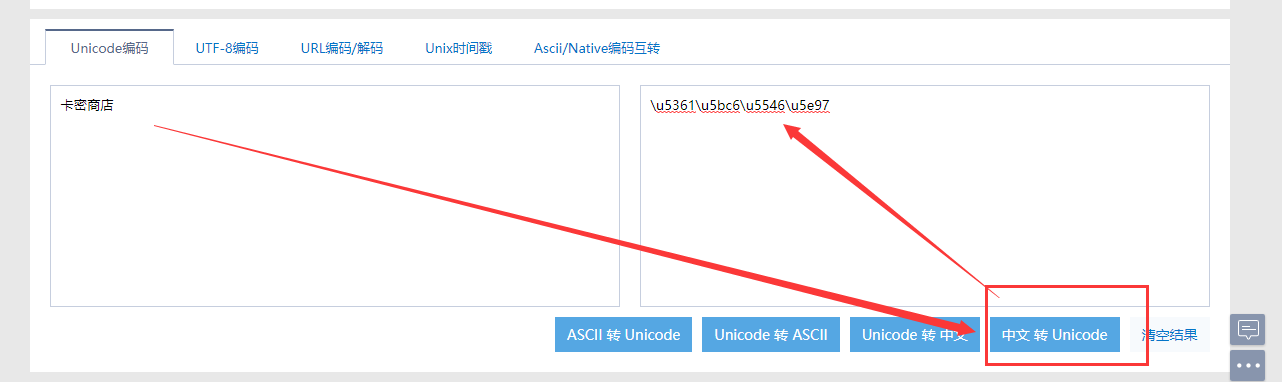 Unicode编码 UTF-8编码 URL编码/解码 Unix时间戳 Ascii/Native编码互转
卡密商店
\u5361\u5bc6\u5546\u5e97
ASCII 转 Unicode Unicode 转 ASCII Unicode 转 中文 中文 转 Unicode 清空结果